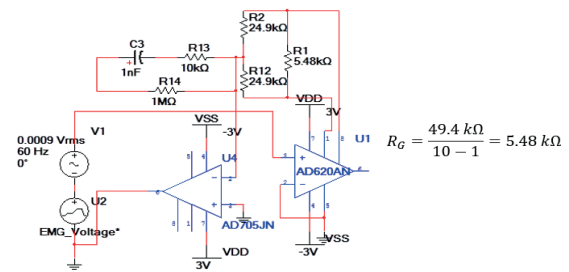 R2
24.9kΩ
R1
5.48kΩ
C3
1nF
R13
10kΩ
R12
24.9kΩ
R14
1MΩ
VDD
3V
VSS
-3V
V1
0.0009 Vrms
60 Hz
0°
U4
U1
AD620AN
R_G = 49.4 kΩ / 10 − 1 = 5.48 kΩ
U2
EMG_Voltage*
AD705JN
VDD
3V
VSS
-3V